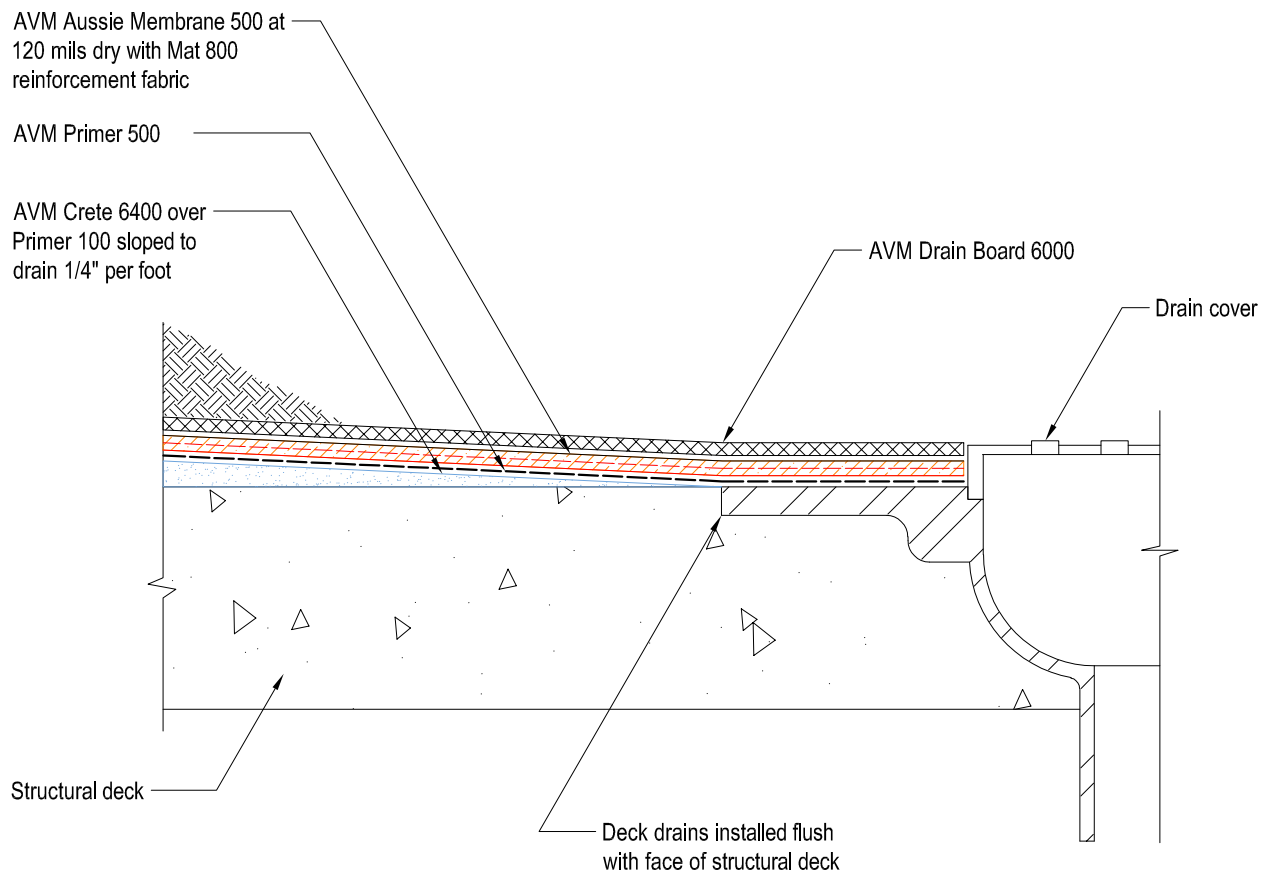 AVM Aussie Membrane 500 at
120 mils dry with Mat 800
reinforcement fabric
AVM Primer 500
AVM Crete 6400 over
Primer 100 sloped to
drain 1/4" per foot
AVM Drain Board 6000
Drain cover
Structural deck
Deck drains installed flush
with face of structural deck